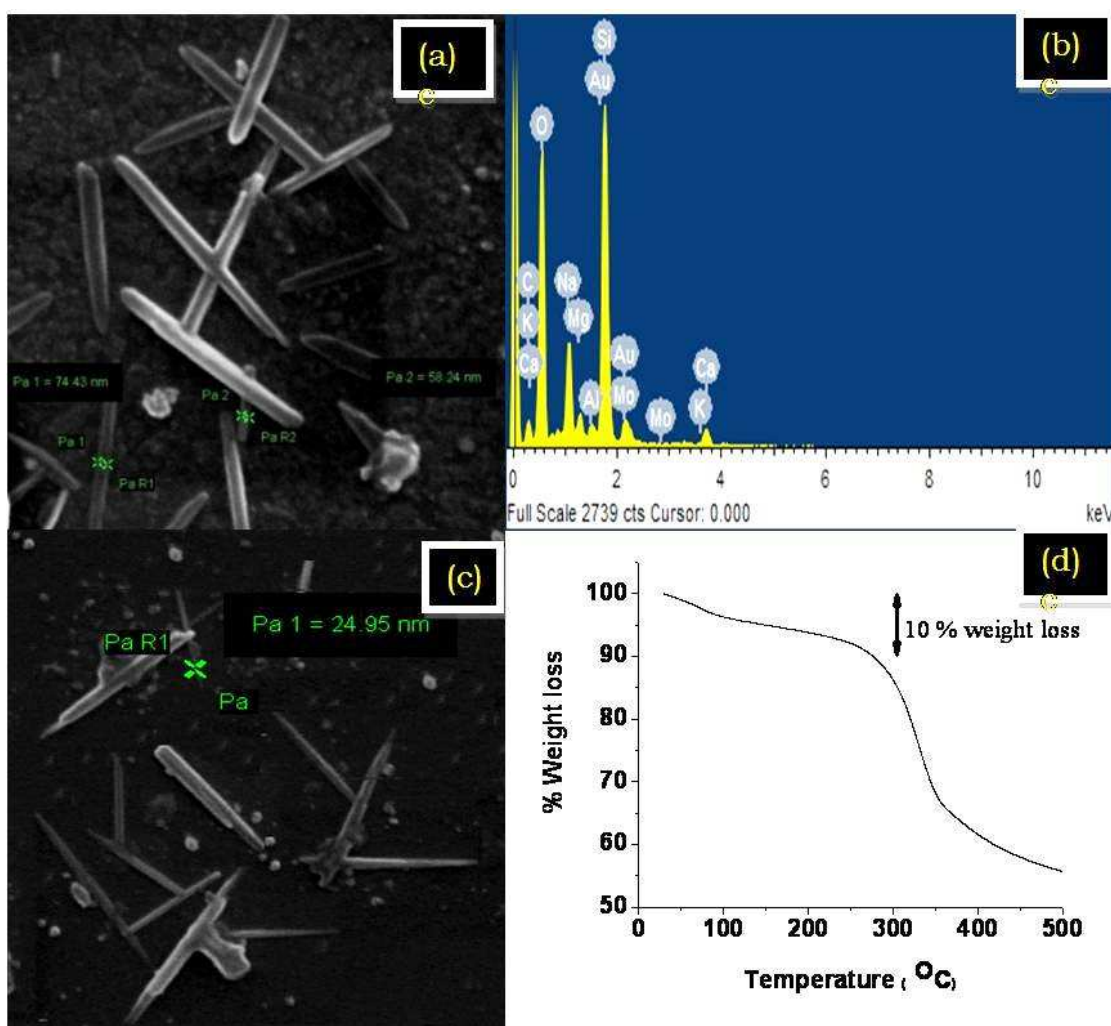 (a)
e
Pa 1 = 74.43 nm
Pa 2 = 58.24 nm
Pa 2
Pa R2
Pa 1
Pa R1
(b)
e
Si
Au
O
C
K
Ca
Na
Mg
Al
Au
Mo
Mo
Ca
K
0 2 4 6 8 10
Full Scale 2739 cts Cursor: 0.000 keV
(c)
Pa R1
Pa 1 = 24.95 nm
Pa
(d)
e
10 % weight loss
% Weight loss
100
90
80
70
60
50
0 100 200 300 400 500
Temperature ( OC)